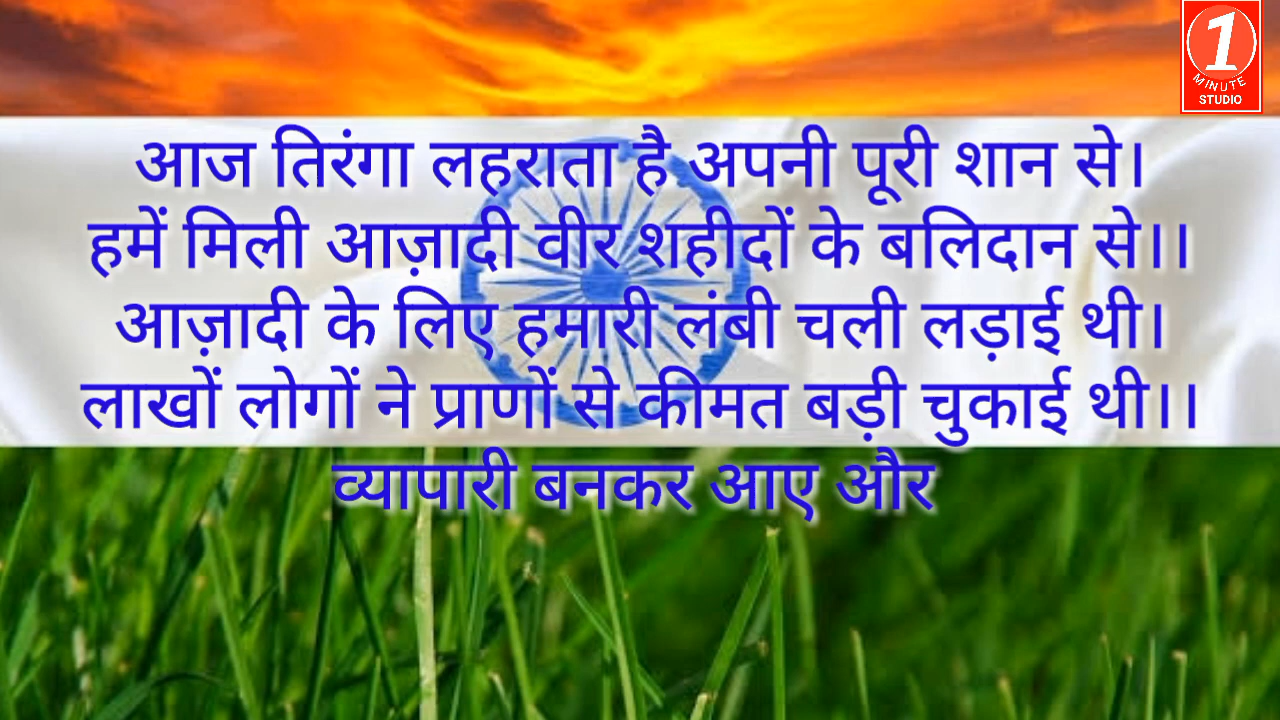 1
MINUTE
STUDIO
आज तिरंगा लहराता है अपनी पूरी शान से।
हमें मिली आज़ादी वीर शहीदों के बलिदान से।।
आज़ादी के लिए हमारी लंबी चली लड़ाई थी।
लाखों लोगों ने प्राणों से कीमत बड़ी चुकाई थी।।
व्यापारी बनकर आए और